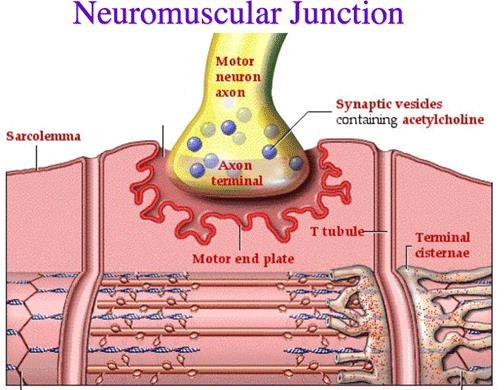 Neuromuscular Junction
Motor
neuron
axon
Synaptic vesicles
containing acetylcholine
Sarcolemma
Axon
terminal
T tubule
Terminal
cisternae
Motor end plate